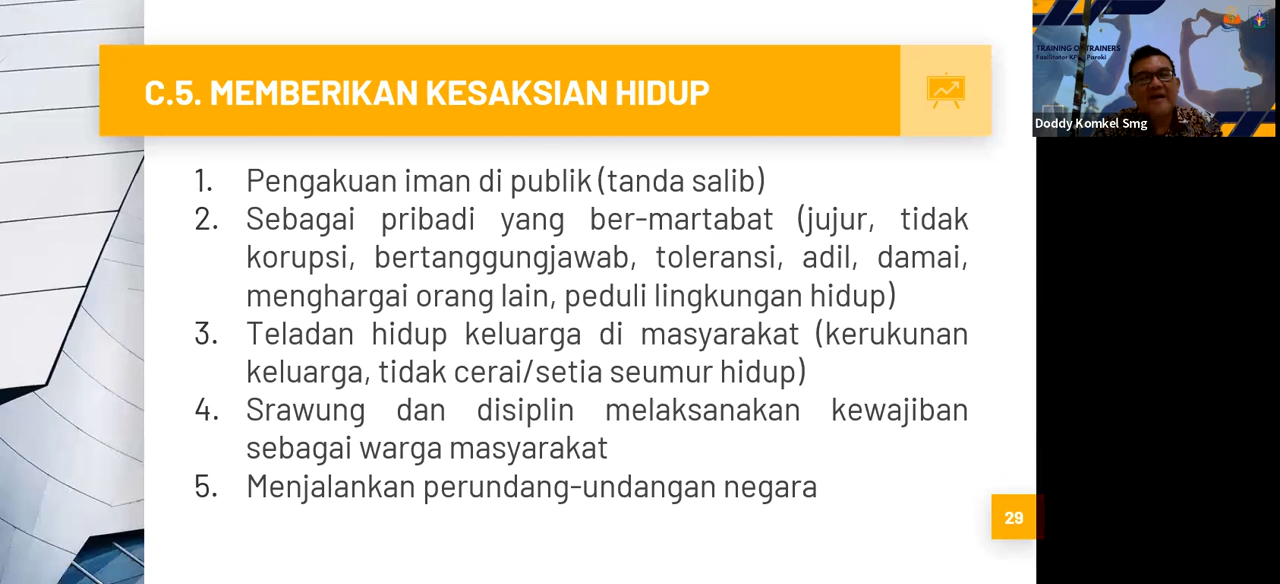 C.5. MEMBERIKAN KESAKSIAN HIDUP
1. Pengakuan iman di publik (tanda salib)
2. Sebagai pribadi yang ber-martabat (jujur, tidak
korupsi, bertanggungjawab, toleransi, adil, damai,
menghargai orang lain, peduli lingkungan hidup)
3. Teladan hidup keluarga di masyarakat (kerukunan
keluarga, tidak cerai/setia seumur hidup)
4. Srawung dan disiplin melaksanakan kewajiban
sebagai warga masyarakat
5. Menjalankan perundang-undangan negara
29
TRAINING OF TRAINERS
Fasilitator Paroki
Doddy Komkel Smg